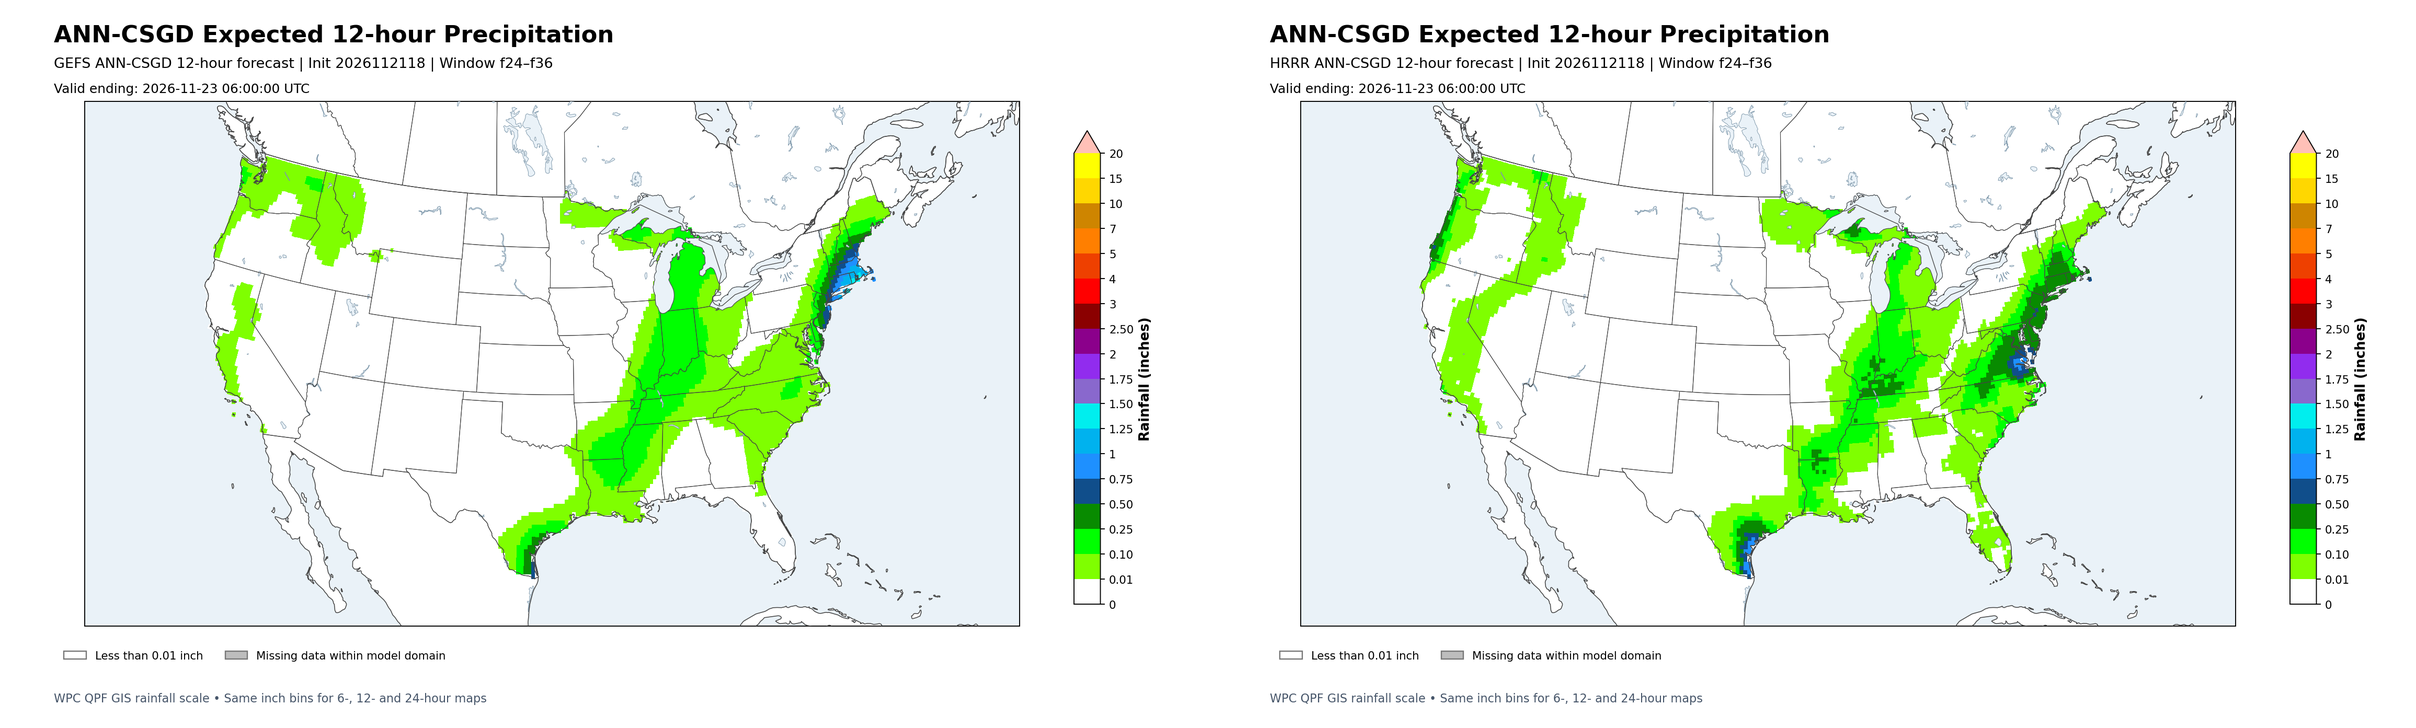 ANN-CSGD Expected 12-hour Precipitation
GEFS ANN-CSGD 12-hour forecast | Init 2026112118 | Window f24–f36
Valid ending: 2026-11-23 06:00:00 UTC
20
15
10
7
5
4
3
2.50
2
1.75
1.50
1.25
1
0.75
0.50
0.25
0.10
0.01
0
Rainfall (inches)
Less than 0.01 inch
Missing data within model domain
WPC QPF GIS rainfall scale • Same inch bins for 6-, 12- and 24-hour maps
ANN-CSGD Expected 12-hour Precipitation
HRRR ANN-CSGD 12-hour forecast | Init 2026112118 | Window f24–f36
Valid ending: 2026-11-23 06:00:00 UTC
20
15
10
7
5
4
3
2.50
2
1.75
1.50
1.25
1
0.75
0.50
0.25
0.10
0.01
0
Rainfall (inches)
Less than 0.01 inch
Missing data within model domain
WPC QPF GIS rainfall scale • Same inch bins for 6-, 12- and 24-hour maps